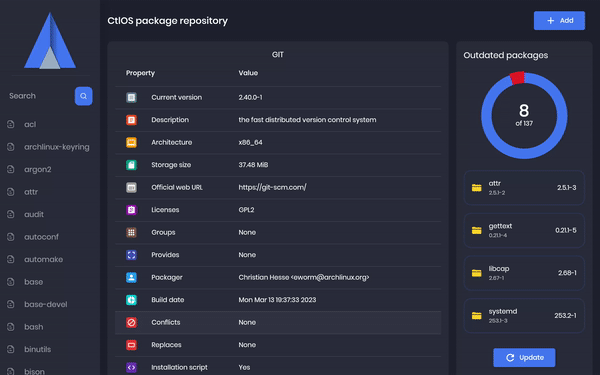 CtlOS package repository
Add
Search
acl
archlinux-keyring
argon2
attr
audit
autoconf
automake
base
base-devel
bash
binutils
bison
GIT
Property Value
Current version 2.40.0-1
Description the fast distributed version control system
Architecture x86_64
Storage size 37.48 MiB
Official web URL https://git-scm.com/
Licenses GPL2
Groups None
Provides None
Packager Christian Hesse <eworm@archlinux.org>
Build date Mon Mar 13 19:37:33 2023
Conflicts None
Replaces None
Installation script Yes
Outdated packages
8
of 137
attr
2.5.1-2
2.5.1-3
gettext
0.21.1-4
0.21.1-5
libcap
2.67-1
2.68-1
systemd
253.1-3
253.2-1
Update